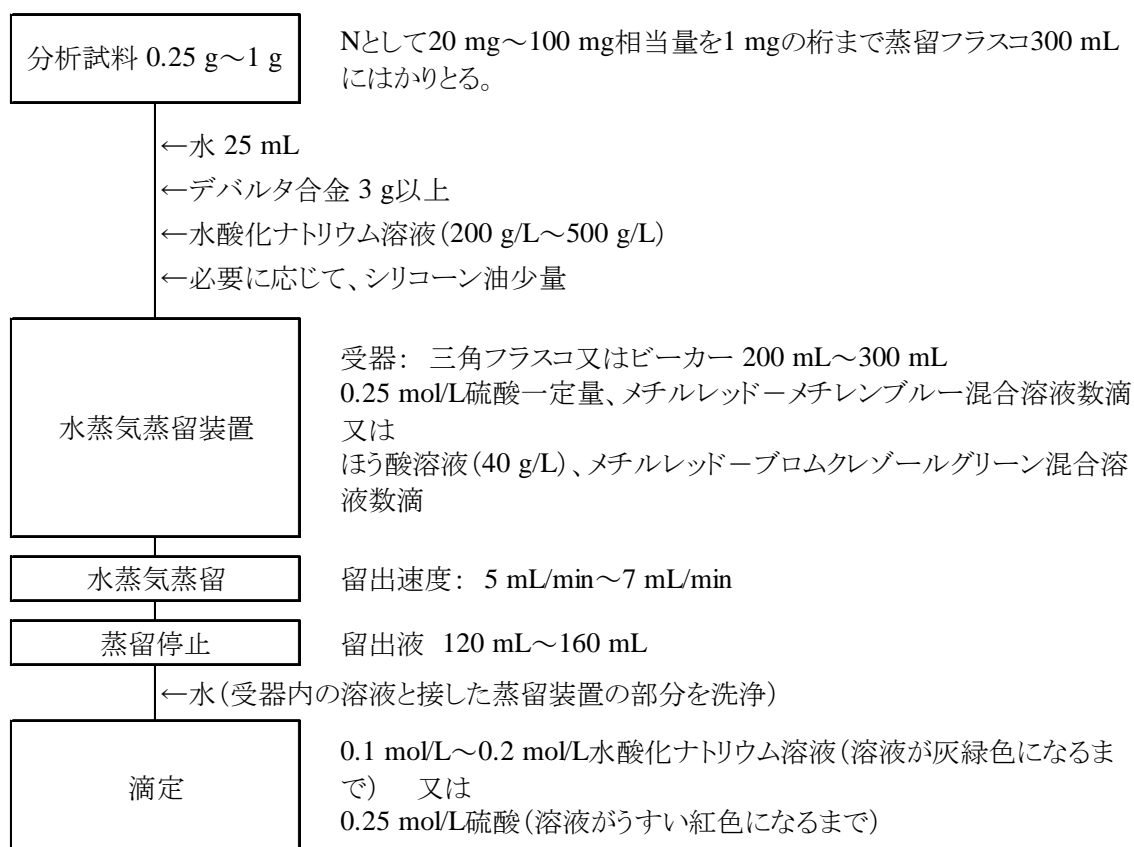 分析試料 0.25 g～1 g
Nとして20 mg～100 mg相当量を1 mgの桁まで蒸留フラスコ300 mL
にはかりとる。
←水 25 mL
←デバルタ合金 3 g以上
←水酸化ナトリウム溶液（200 g/L～500 g/L）
←必要に応じて、シリコーン油少量
水蒸気蒸留装置
受器： 三角フラスコ又はビーカー 200 mL～300 mL
0.25 mol/L硫酸一定量、メチルレッド－メチレンブルー混合溶液数滴
又は
ほう酸溶液（40 g/L）、メチルレッド－ブロムクレゾールグリーン混合溶
液数滴
水蒸気蒸留
留出速度： 5 mL/min～7 mL/min
蒸留停止
留出液 120 mL～160 mL
←水（受器内の溶液と接した蒸留装置の部分を洗浄）
滴定
0.1 mol/L～0.2 mol/L水酸化ナトリウム溶液（溶液が灰緑色になるま
で） 又は
0.25 mol/L硫酸（溶液がうすい紅色になるまで）